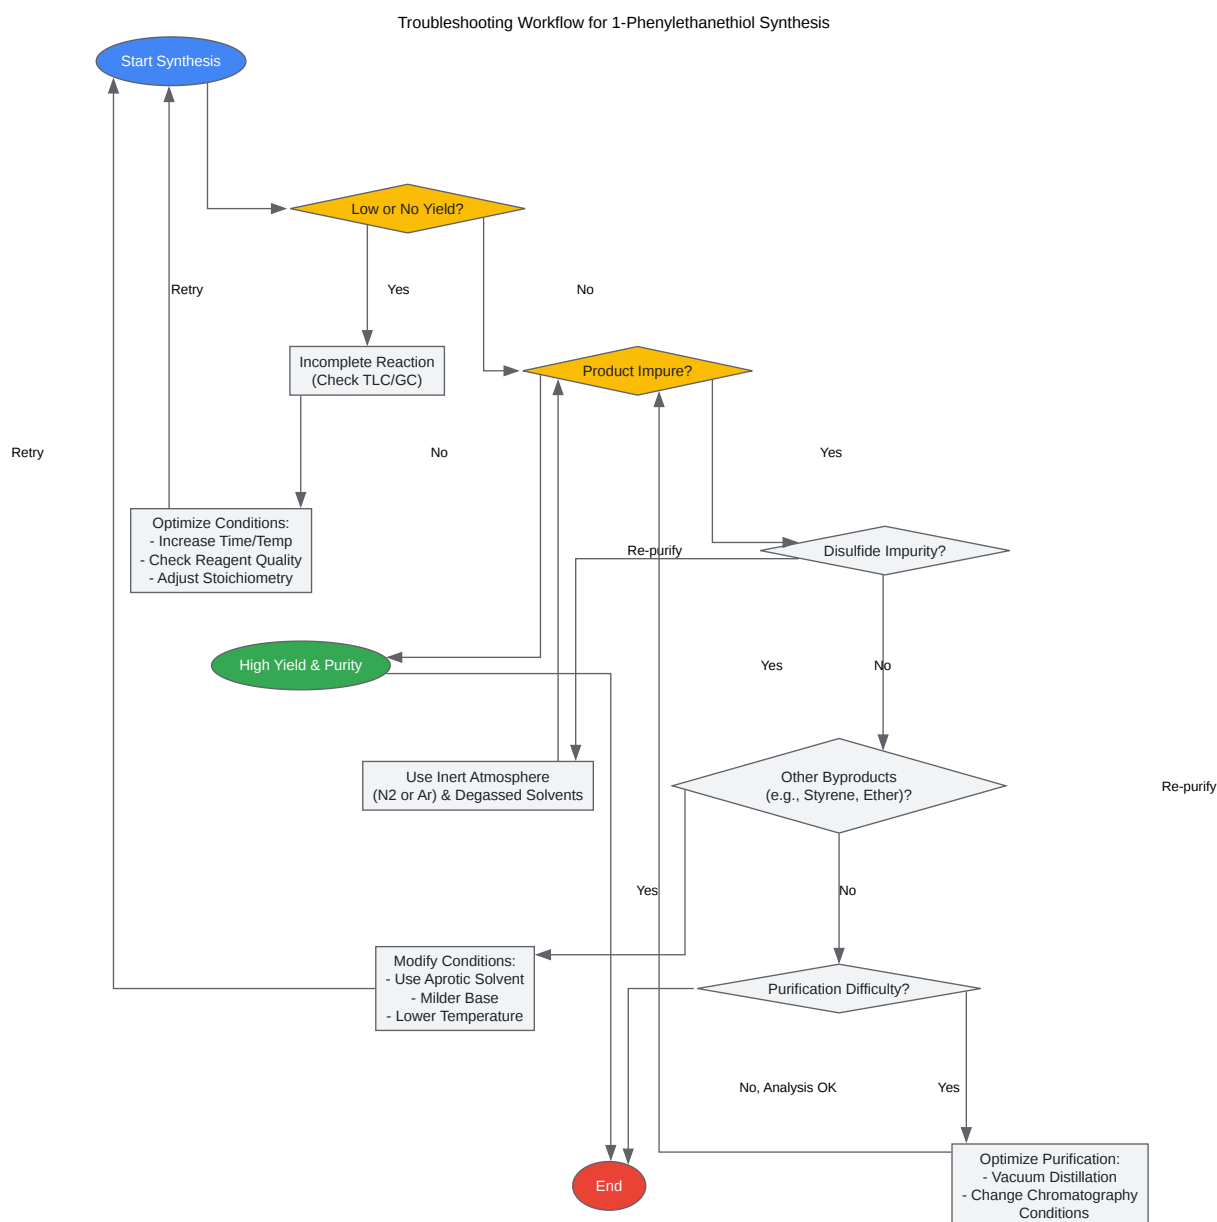 Troubleshooting Workflow for 1-Phenylethanethiol Synthesis
Start Synthesis
Low or No Yield?
Retry
Yes
No
Incomplete Reaction
(Check TLC/GC)
Product Impure?
Retry
No
Yes
Optimize Conditions:
- Increase Time/Temp
- Check Reagent Quality
- Adjust Stoichiometry
Re-purify
Disulfide Impurity?
High Yield & Purity
Yes
No
Use Inert Atmosphere
(N2 or Ar) & Degassed Solvents
Other Byproducts
(e.g., Styrene, Ether)?
Re-purify
Yes
No
Modify Conditions:
- Use Aprotic Solvent
- Milder Base
- Lower Temperature
Purification Difficulty?
No, Analysis OK
Yes
End
Optimize Purification:
- Vacuum Distillation
- Change Chromatography
Conditions